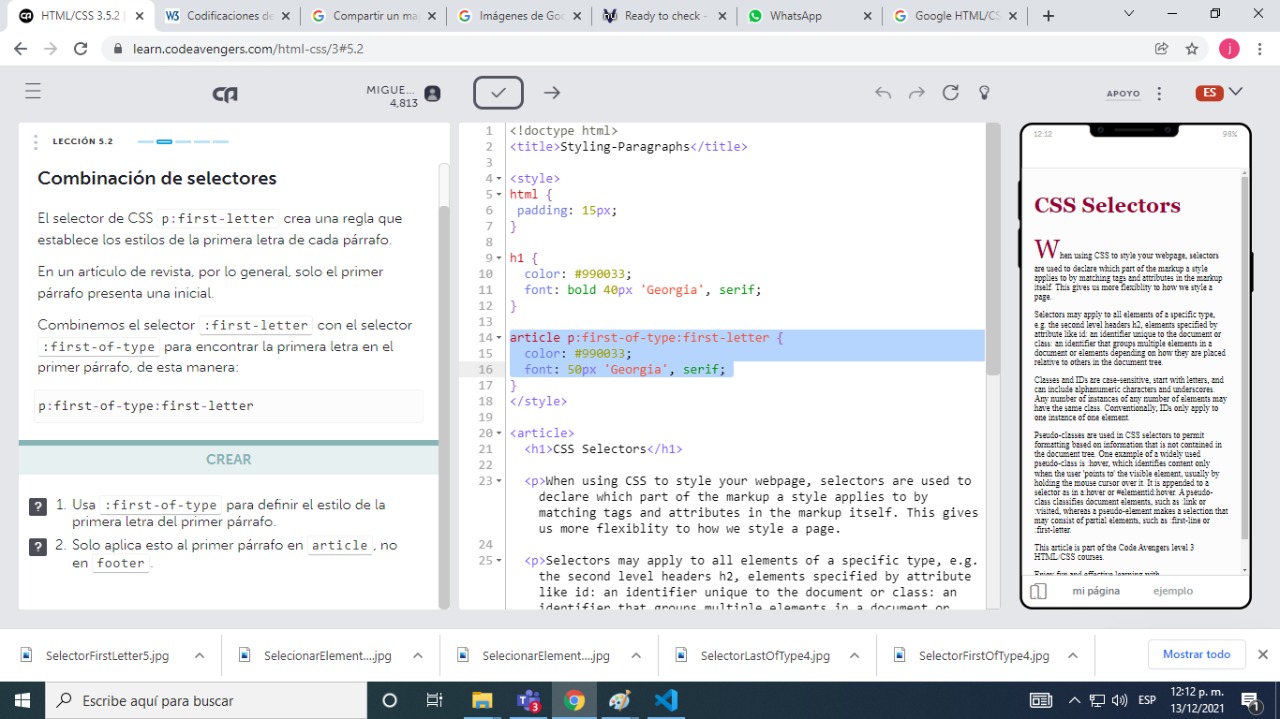 HTML/CSS 3.5.2 |
Codificaciones de
Compartir un ma
Imágenes de Goo
Ready to check -
WhatsApp
Google HTML/CS
learn.codeavengers.com/html-css/3#5.2
j
MIGUE...
4,813
APOYO
ES
LECCIÓN 5.2
Combinación de selectores
El selector de CSS p:first-letter crea una regla que
establece los estilos de la primera letra de cada párrafo.
En un artículo de revista, por lo general, solo el primer
párrafo presenta una inicial.
Combinemos el selector :first-letter con el selector
:first-of-type para encontrar la primera letra en el
primer párrafo, de esta manera:
p:first-of-type:first-letter
CREAR
? 1. Usa :first-of-type para definir el estilo de la
primera letra del primer párrafo.
? 2. Solo aplica esto al primer párrafo en article, no
en footer.
1 <!doctype html>
2 <title>Styling-Paragraphs</title>
3
4 <style>
5 html {
6 padding: 15px;
7 }
8
9 h1 {
10 color: #990033;
11 font: bold 40px 'Georgia', serif;
12 }
13
14 article p:first-of-type:first-letter {
15 color: #990033;
16 font: 50px 'Georgia', serif;
17 }
18 </style>
19
20 <article>
21 <h1>CSS Selectors</h1>
22
23 <p>When using CSS to style your webpage, selectors are used to
declare which part of the markup a style applies to by
matching tags and attributes in the markup itself. This gives
us more flexiblity to how we style a page.
24
25 <p>Selectors may apply to all elements of a specific type, e.g.
the second level headers h2, elements specified by attribute
like id: an identifier unique to the document or class: an
identifier that groups multiple elements in a document or
12:12
98%
CSS Selectors
When using CSS to style your webpage, selectors
are used to declare which part of the markup a style
applies to by matching tags and attributes in the markup
itself. This gives us more flexiblity to how we style a
page.
Selectors may apply to all elements of a specific type,
e.g. the second level headers h2, elements specified by
attribute like id: an identifier unique to the document or
class: an identifier that groups multiple elements in a
document or elements depending on how they are placed
relative to others in the document tree.
Classes and IDs are case-sensitive, start with letters, and
can include alphanumeric characters and underscores.
Any number of instances of any number of elements may
have the same class. Conventionally, IDs only apply to
one instance of one element.
Pseudo-classes are used in CSS selectors to permit
formatting based on information that is not contained in
the document tree. One example of a widely used
pseudo-class is :hover, which identifies content only
when the user 'points to' the visible element, usually by
holding the mouse cursor over it. It is appended to a
selector as in a:hover or #elementid:hover. A pseudo-
class classifies document elements, such as :link or
:visited, whereas a pseudo-element makes a selection that
may consist of partial elements, such as :first-line or
:first-letter.
This article is part of the Code Avengers level 3
HTML/CSS courses.
Enjoy fun and effective learning with
mi página
ejemplo
SelectorFirstLetter5.jpg
SelecionarElement....jpg
SelecionarElement....jpg
SelectorLastOfType4.jpg
SelectorFirstOfType4.jpg
Mostrar todo
Escribe aquí para buscar
3
ESP
12:12 p. m.
13/12/2021
1